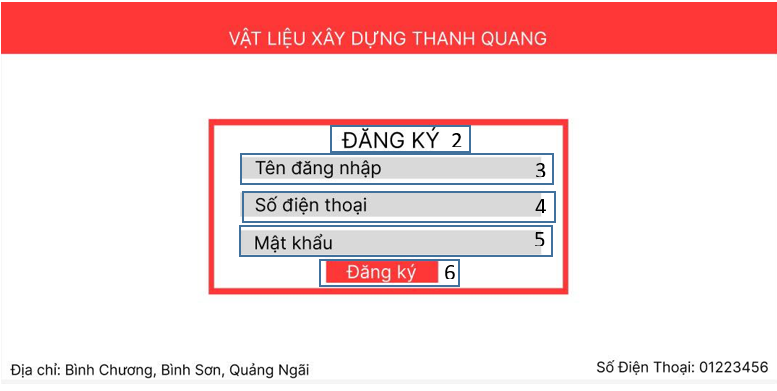 VẬT LIỆU XÂY DỰNG THANH QUANG
ĐĂNG KÝ 2
Tên đăng nhập 3
Số điện thoại 4
Mật khẩu 5
Đăng ký 6
Địa chỉ: Bình Chương, Bình Sơn, Quảng Ngãi
Số Điện Thoại: 01223456